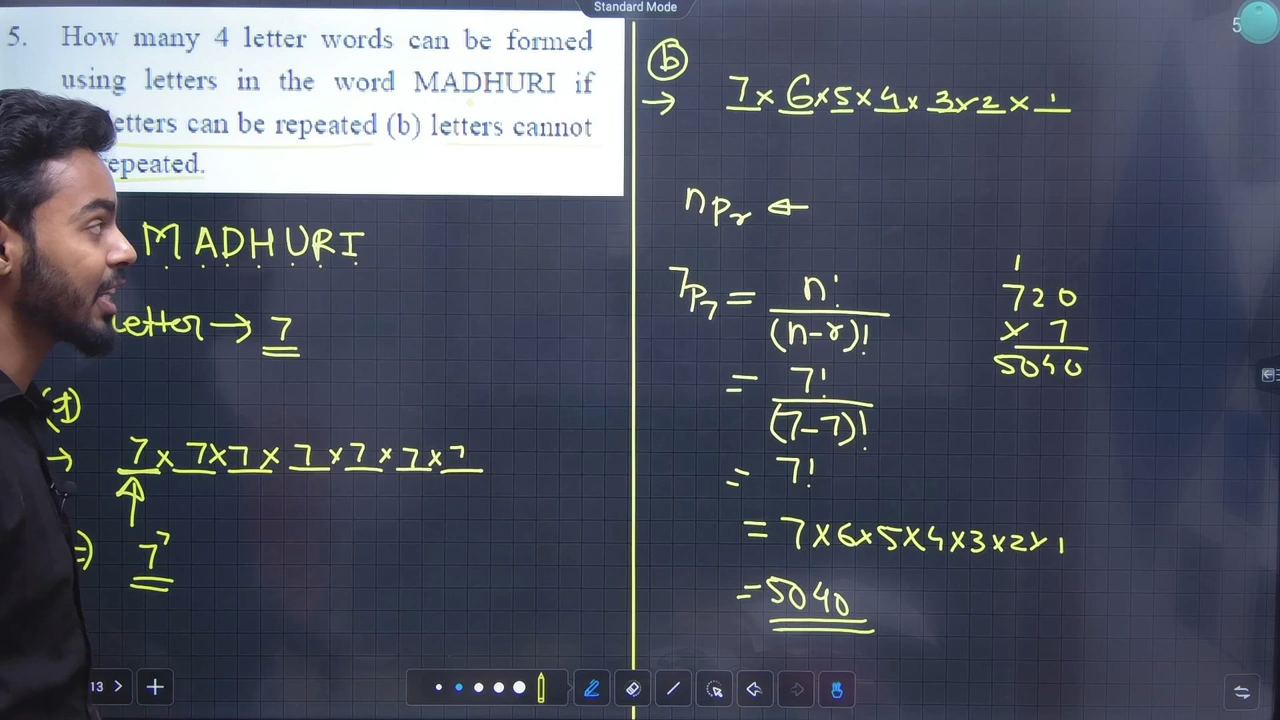 Standard Mode
5
5. How many 4 letter words can be formed
using letters in the word MADHURI if
letters can be repeated (b) letters cannot
repeated.
MADHURI
letter → 7
→ 7 × 7 × 7 × 7 × 7 × 7 × 7
7⁷
(b)
→ 7 × 6 × 5 × 4 × 3 × 2 × 1
nPr ←
7P7 = n! / (n-r)!
= 7! / (7-7)!
= 7!
= 7×6×5×4×3×2×1
= 5040
1
720
× 7
5040
13